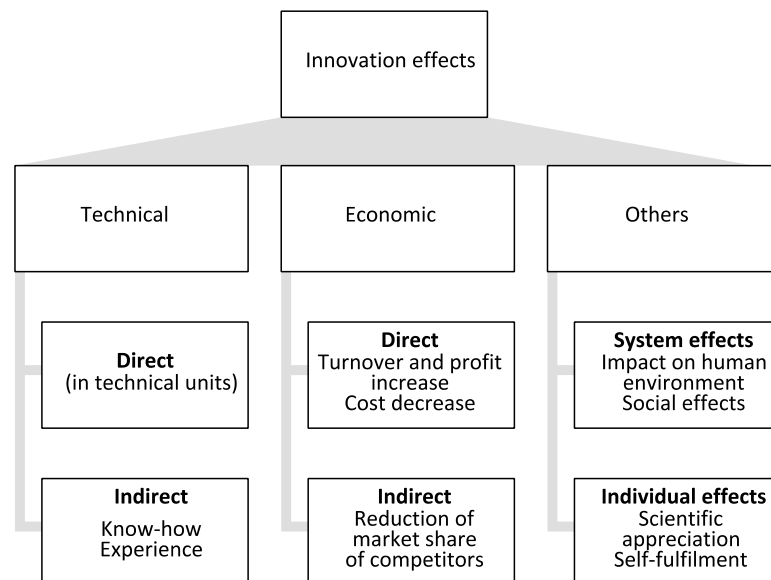 Innovation effects
Technical
Economic
Others
Direct
(in technical units)
Direct
Turnover and profit
increase
Cost decrease
System effects
Impact on human
environment
Social effects
Indirect
Know-how
Experience
Indirect
Reduction of
market share
of competitors
Individual effects
Scientific
appreciation
Self-fulfilment